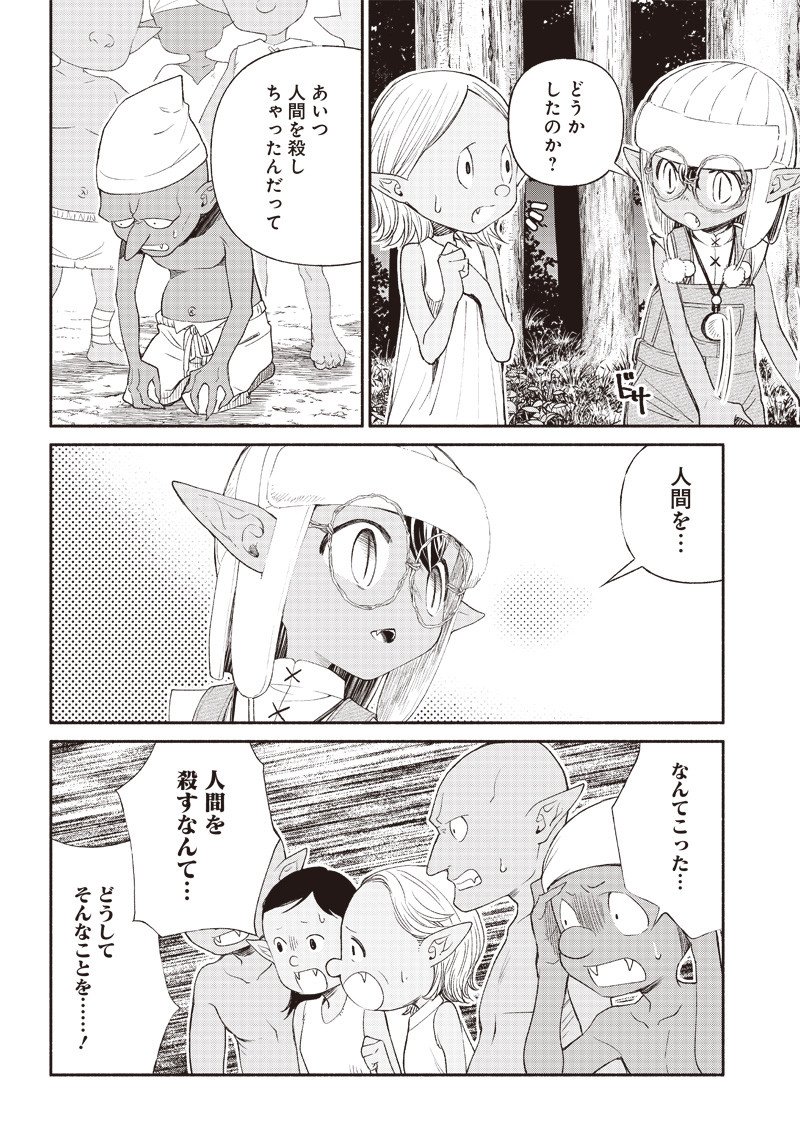 どうか
したのか？
ドサ
あいつ
人間を殺し
ちゃったんだって
人間を…
なんてこった…
人間を
殺すなんて…
どうして
そんなことを……！